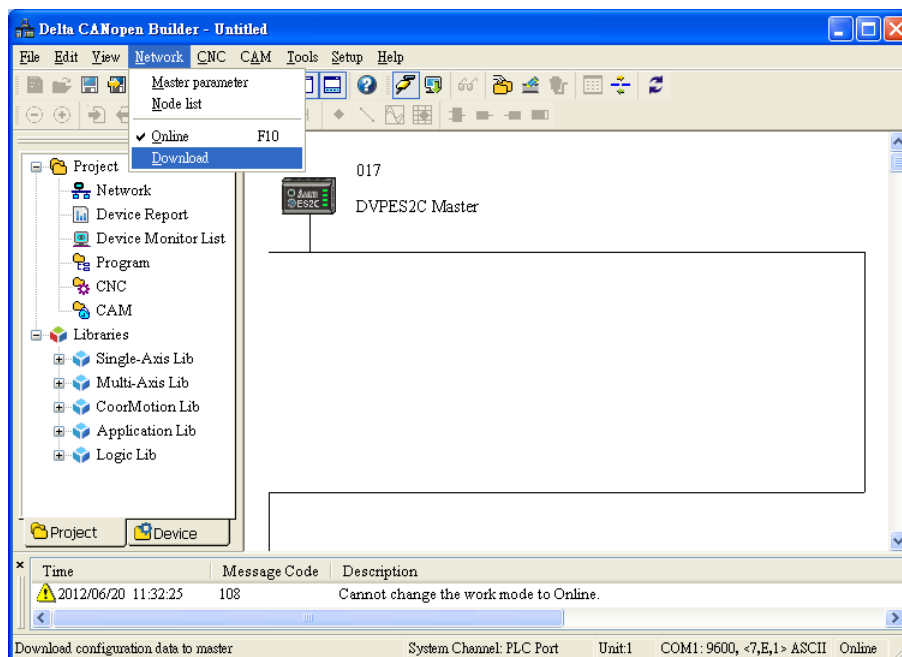 Delta CANopen Builder - Untitled
File Edit View Network CNC CAM Tools Setup Help
Master parameter
Node list
Online F10
Download
Project
Network
Device Report
Device Monitor List
Program
CNC
CAM
Libraries
Single-Axis Lib
Multi-Axis Lib
CoorMotion Lib
Application Lib
Logic Lib
Project Device
017
ES2C
DVPES2C Master
Time Message Code Description
2012/06/20 11:32:25 108 Cannot change the work mode to Online.
Download configuration data to master System Channel: PLC Port Unit:1 COM1: 9600, <7,E,1> ASCII Online